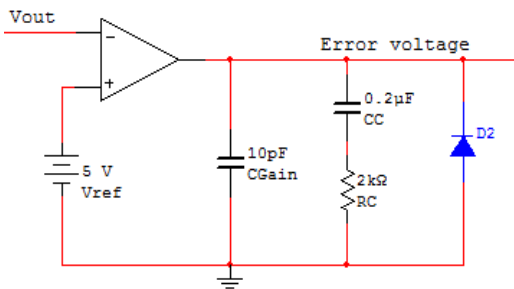 Vout
Error voltage
0.2µF
CC
D2
10pF
CGain
5 V
Vref
2kΩ
RC